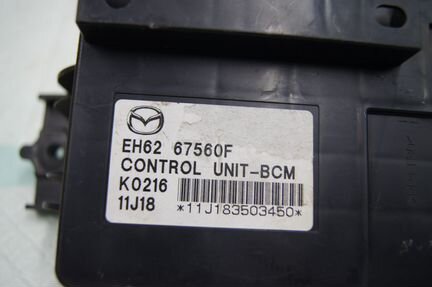 EH62 67560F
CONTROL UNIT-BCM
K0216
11J18 *11J183503450*